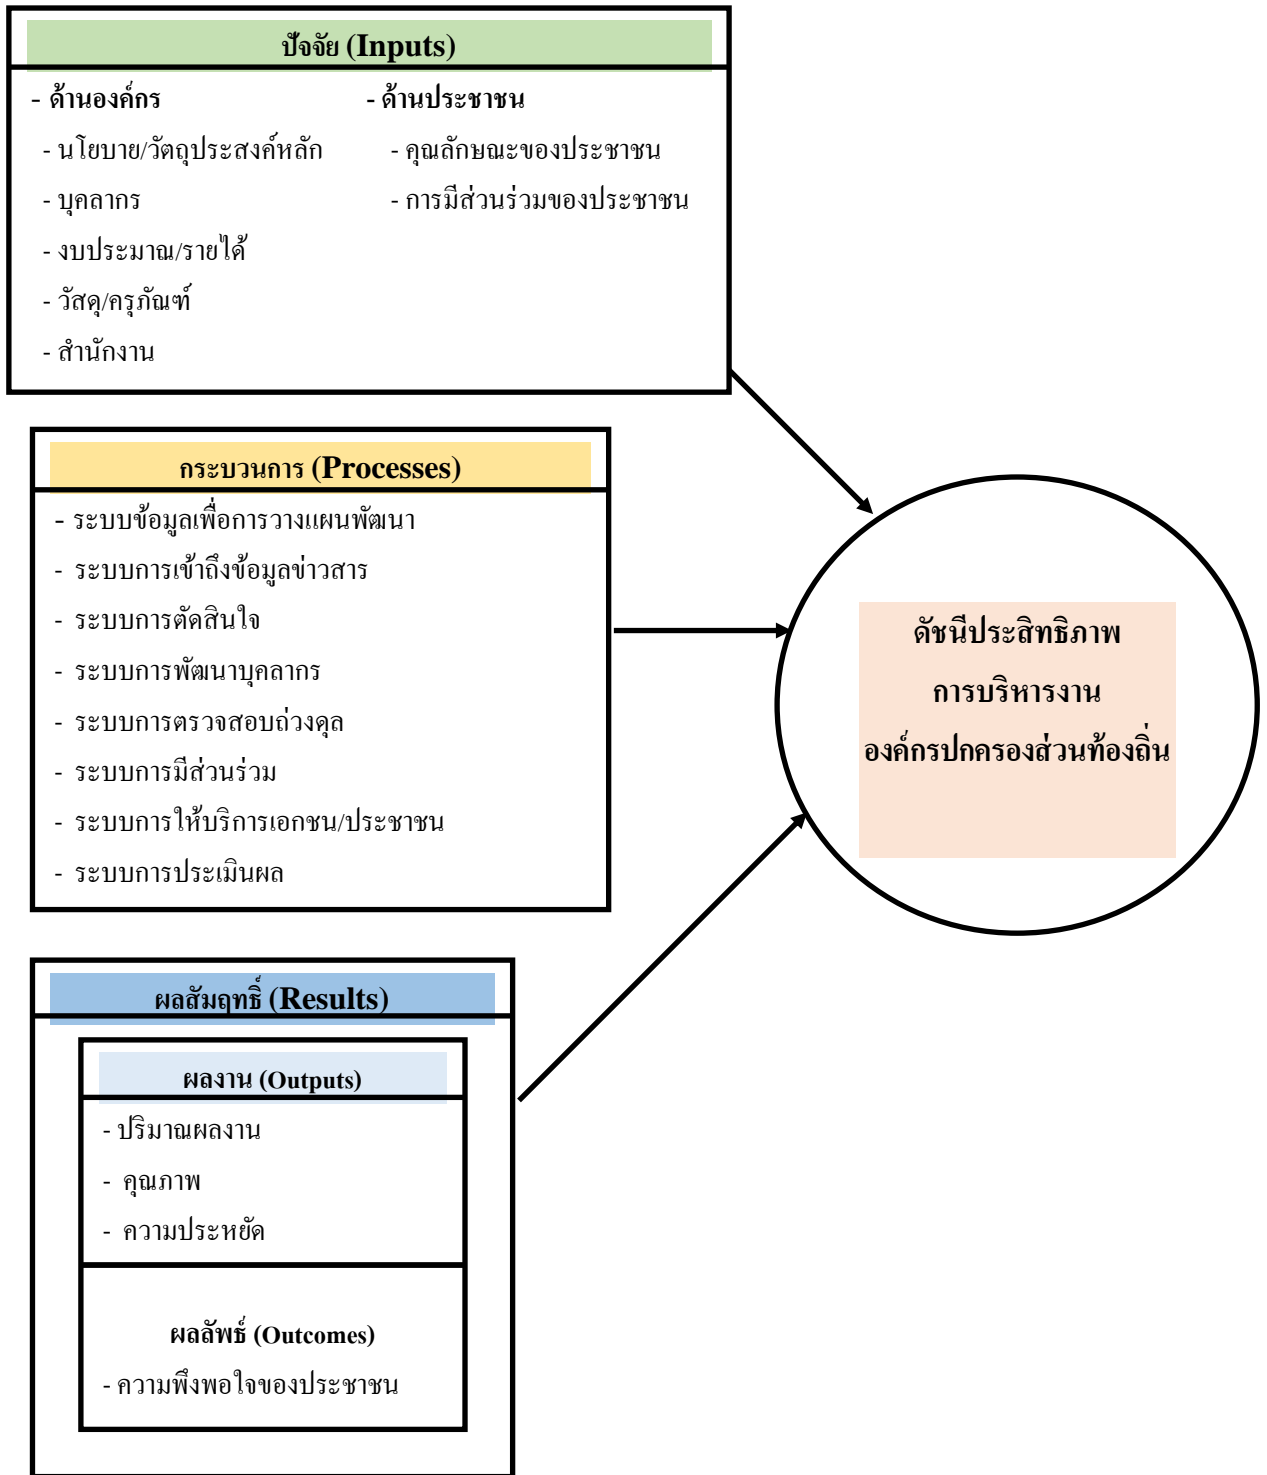 ปัจจัย (Inputs)
- ด้านองค์กร
- นโยบาย/วัตถุประสงค์หลัก
- บุคลากร
- งบประมาณ/รายได้
- วัสดุ/ครุภัณฑ์
- สำนักงาน
- ด้านประชาชน
- คุณลักษณะของประชาชน
- การมีส่วนร่วมของประชาชน
กระบวนการ (Processes)
- ระบบข้อมูลเพื่อการวางแผนพัฒนา
- ระบบการเข้าถึงข้อมูลข่าวสาร
- ระบบการตัดสินใจ
- ระบบการพัฒนาบุคลากร
- ระบบการตรวจสอบถ่วงดุล
- ระบบการมีส่วนร่วม
- ระบบการให้บริการเอกชน/ประชาชน
- ระบบการประเมินผล
ผลสัมฤทธิ์ (Results)
ผลงาน (Outputs)
- ปริมาณผลงาน
- คุณภาพ
- ความประหยัด
ผลลัพธ์ (Outcomes)
- ความพึงพอใจของประชาชน
ดัชนีประสิทธิภาพ
การบริหารงาน
องค์กรปกครองส่วนท้องถิ่น